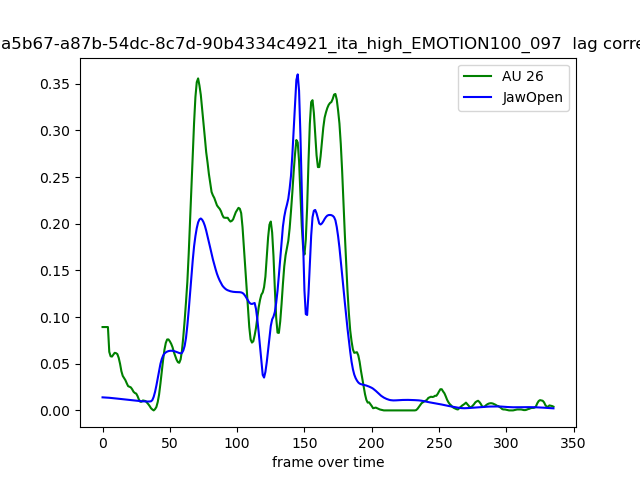 a5b67-a87b-54dc-8c7d-90b4334c4921_ita_high_EMOTION100_097 lag corre
AU 26
JawOpen
0.35
0.30
0.25
0.20
0.15
0.10
0.05
0.00
0 50 100 150 200 250 300 350
frame over time